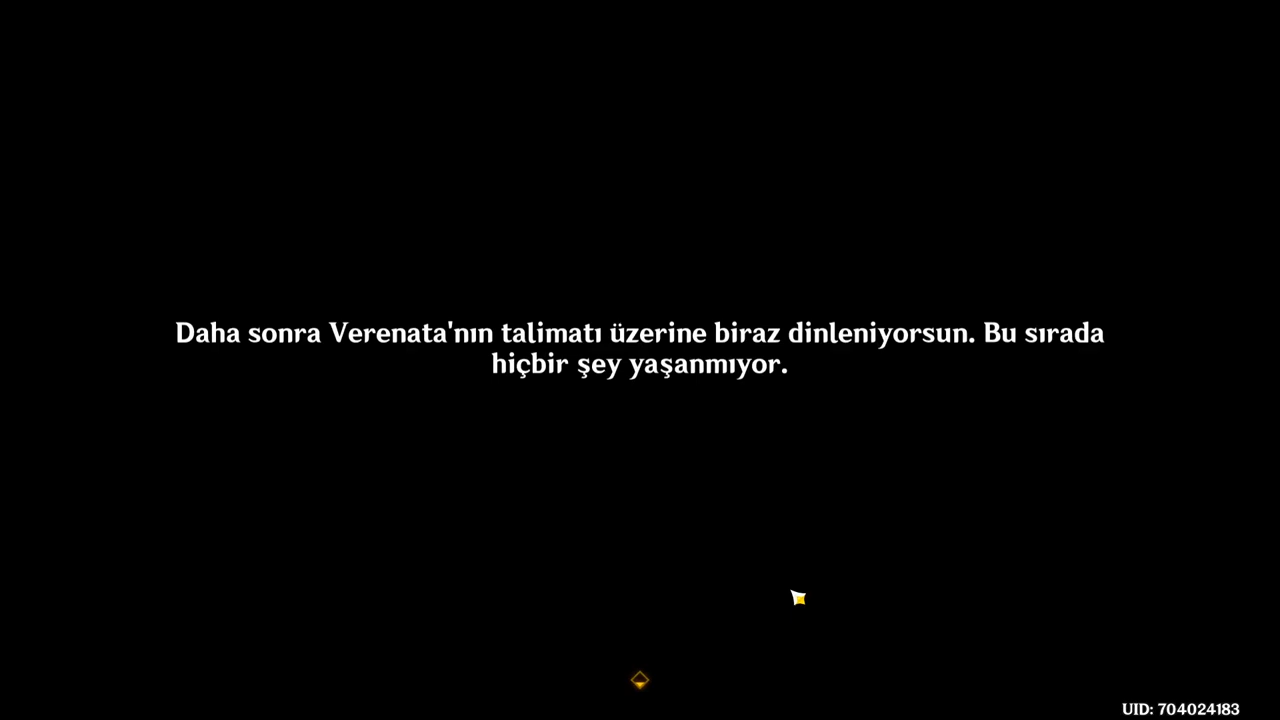 Daha sonra Verenata'nın talimatı üzerine biraz dinleniyorsun. Bu sırada
hiçbir şey yaşanmıyor.
UID: 704024183